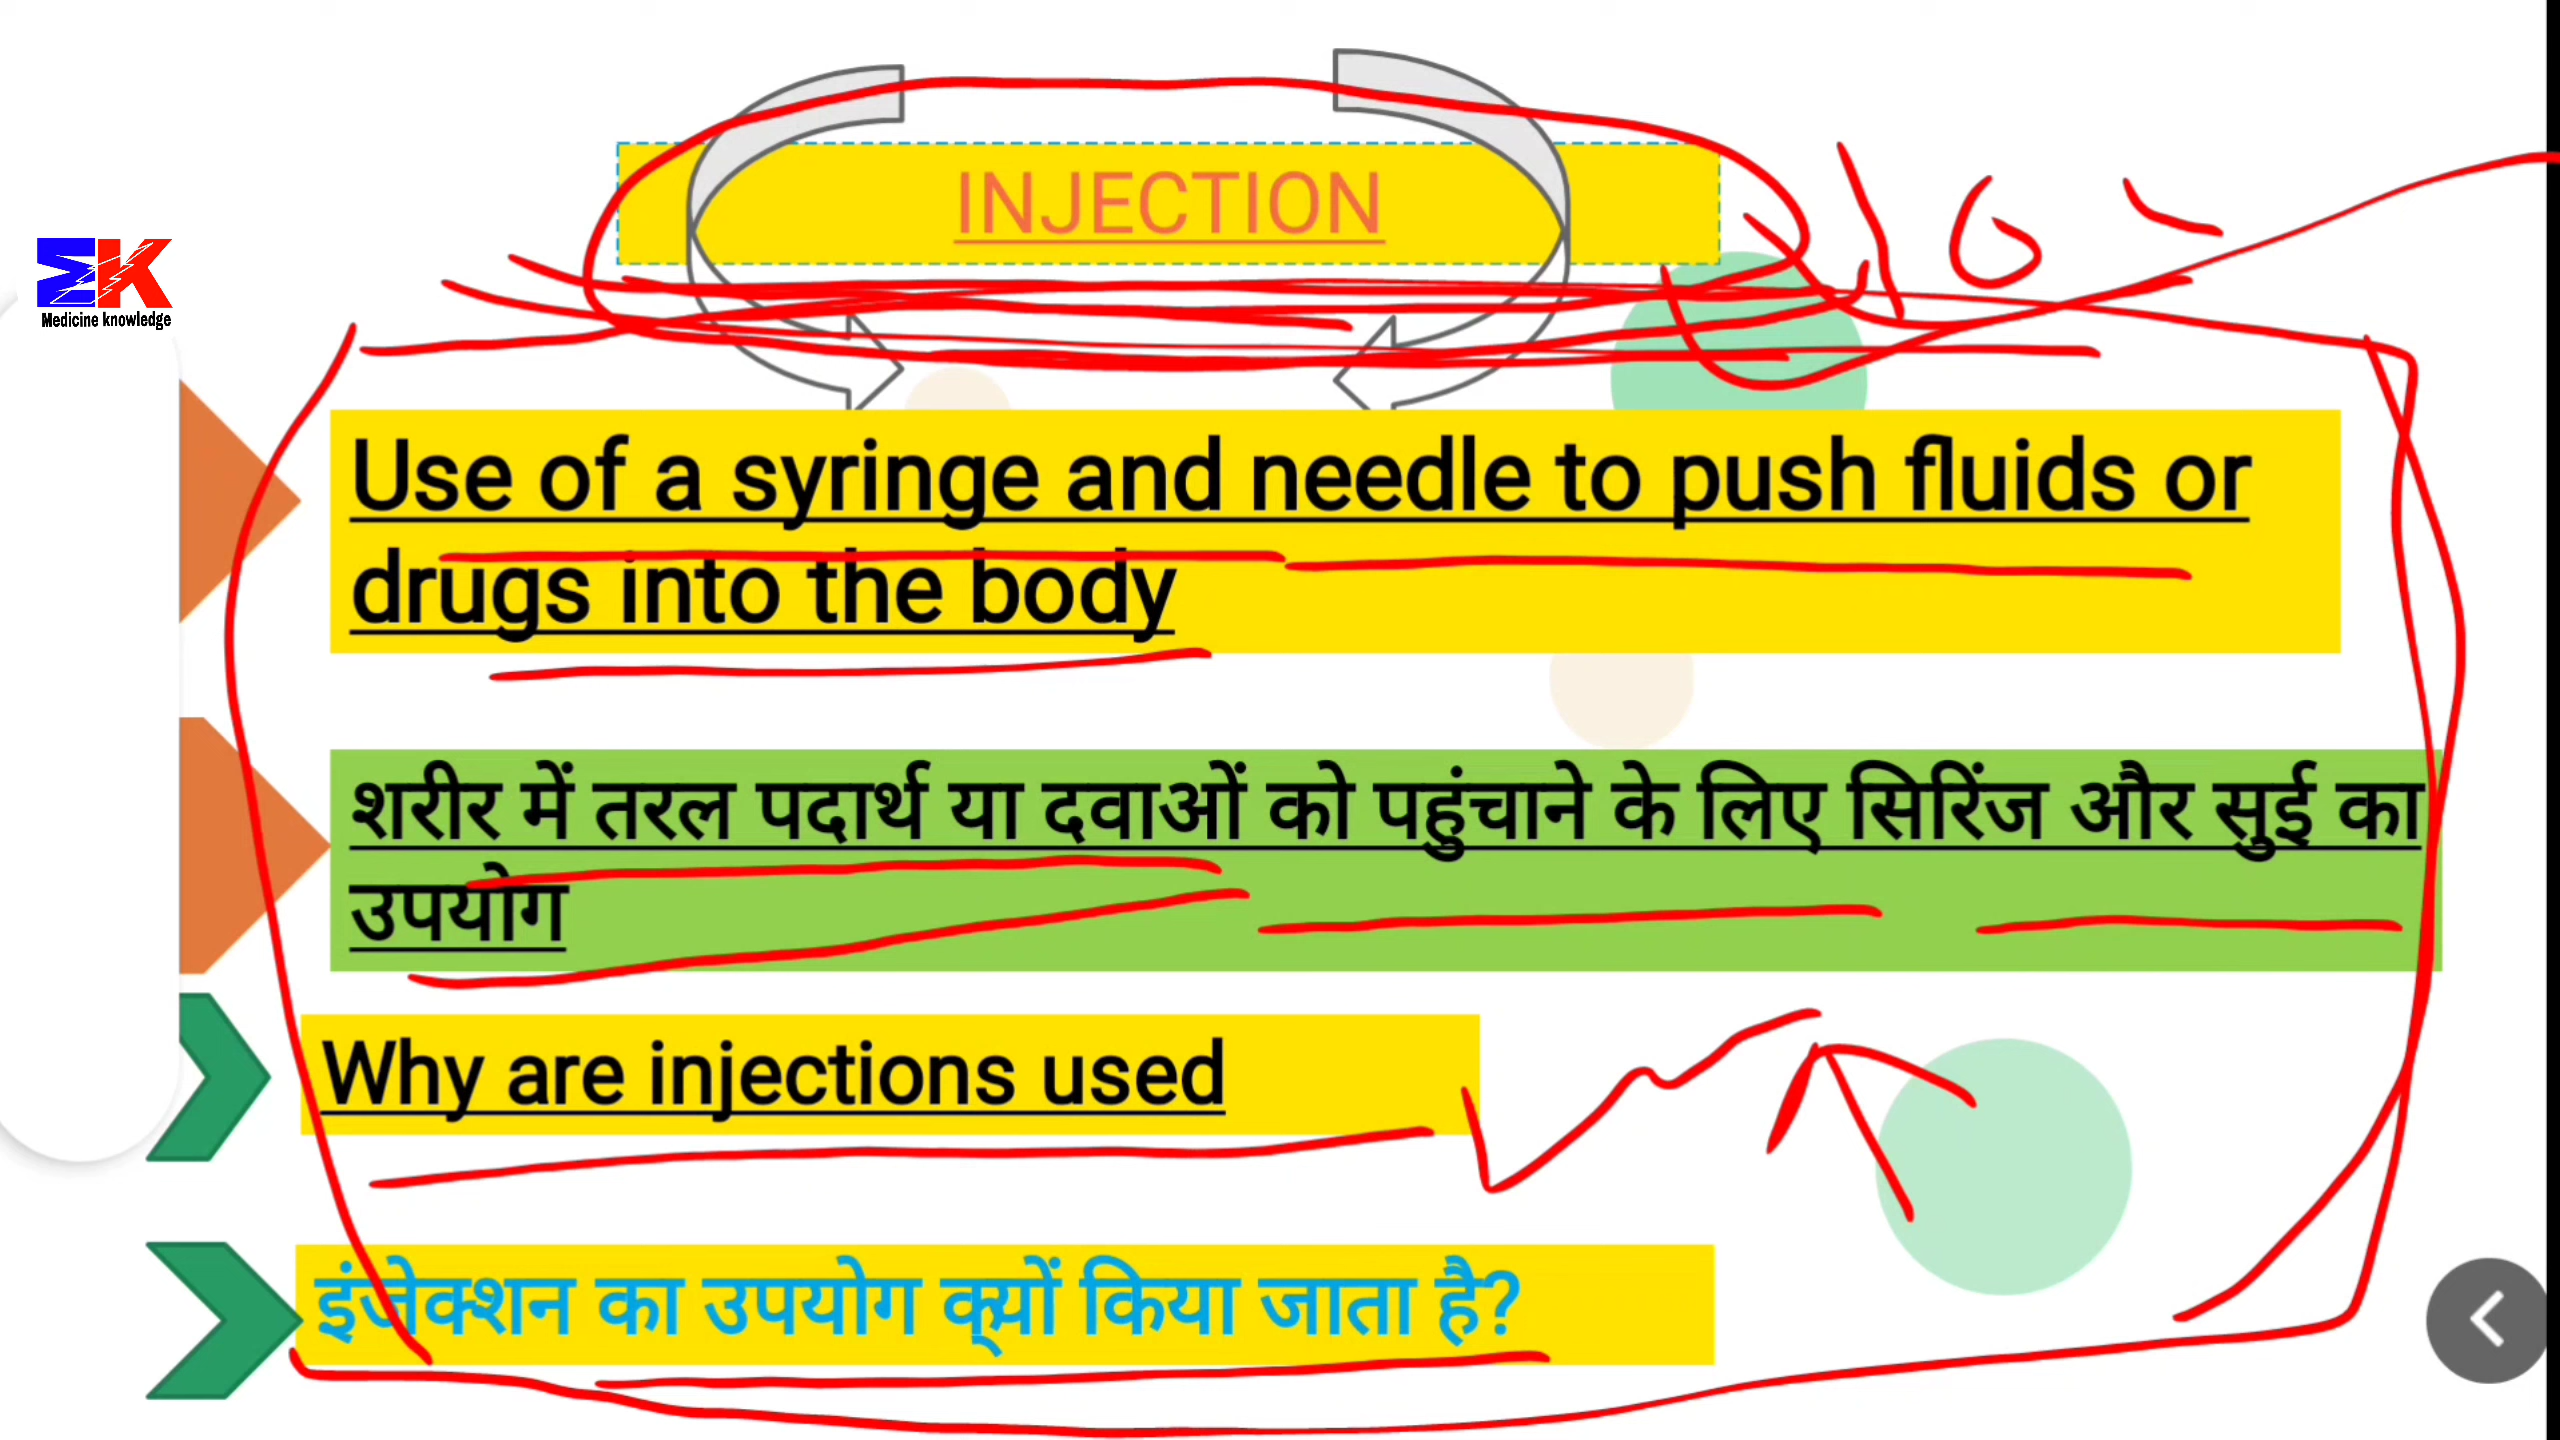 INJECTION
Medicine knowledge
Use of a syringe and needle to push fluids or
drugs into the body
शरीर में तरल पदार्थ या दवाओं को पहुंचाने के लिए सिरिंज और सुई का
उपयोग
Why are injections used
इंजेक्शन का उपयोग क्यों किया जाता है?